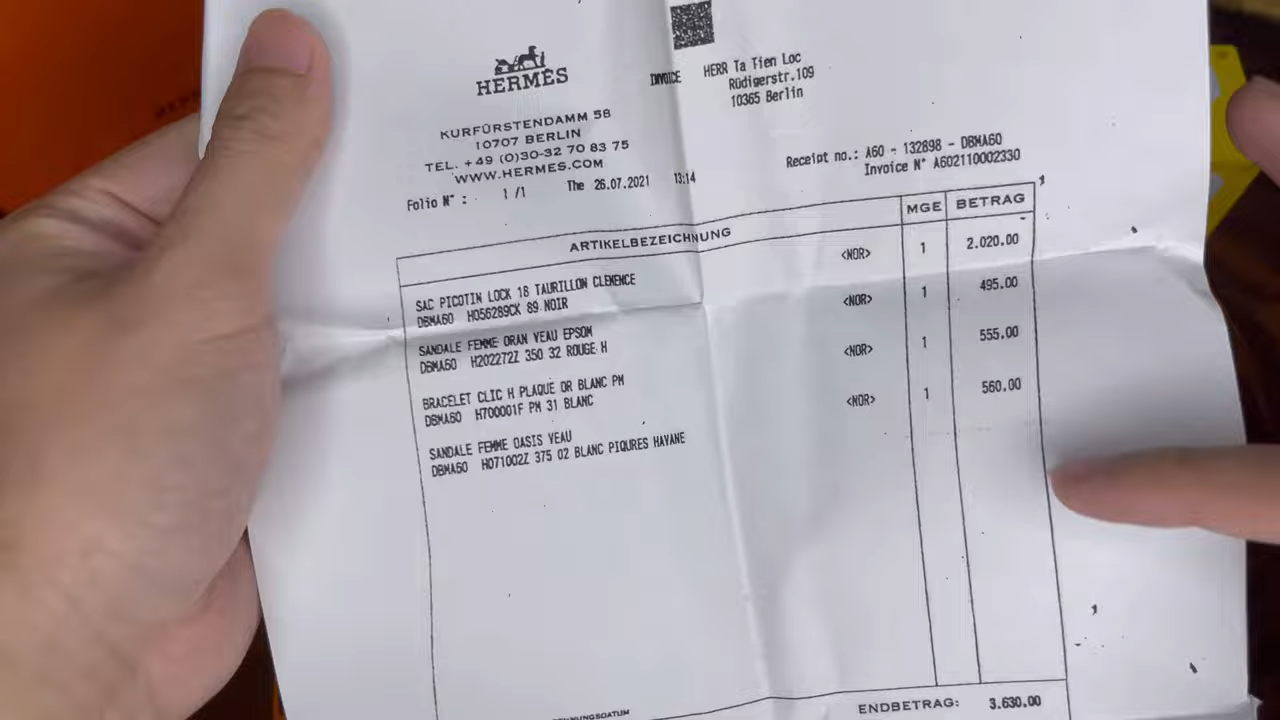 HERMÈS
KURFÜRSTENDAMM 58
10707 BERLIN
TEL. +49 (0)30-32 70 83 75
WWW.HERMES.COM
INVOICE
HERR Ta Tien Loc
Rüdigerstr.109
10365 Berlin
Folio N° : 1 /1 The 26.07.2021 13:14
Receipt no.: A60 - 132898 - DBMA60
Invoice N° A602110002330
ARTIKELBEZEICHNUNG MGE BETRAG
SAC PICOTIN LOCK 18 TAURILLON CLEMENCE <NOR> 1 2.020.00
DBMA60 H056289CK 89 NOIR
SANDALE FEMME ORAN VEAU EPSOM <NOR> 1 495.00
DBMA60 H202272Z 350 32 ROUGE H
BRACELET CLIC H PLAQUE OR BLANC PM <NOR> 1 555.00
DBMA60 H700001F PM 31 BLANC
SANDALE FEMME OASIS VEAU <NOR> 1 560.00
DBMA60 H071002Z 375 02 BLANC PIQURES HAVANE
ENDBETRAG: 3.630.00